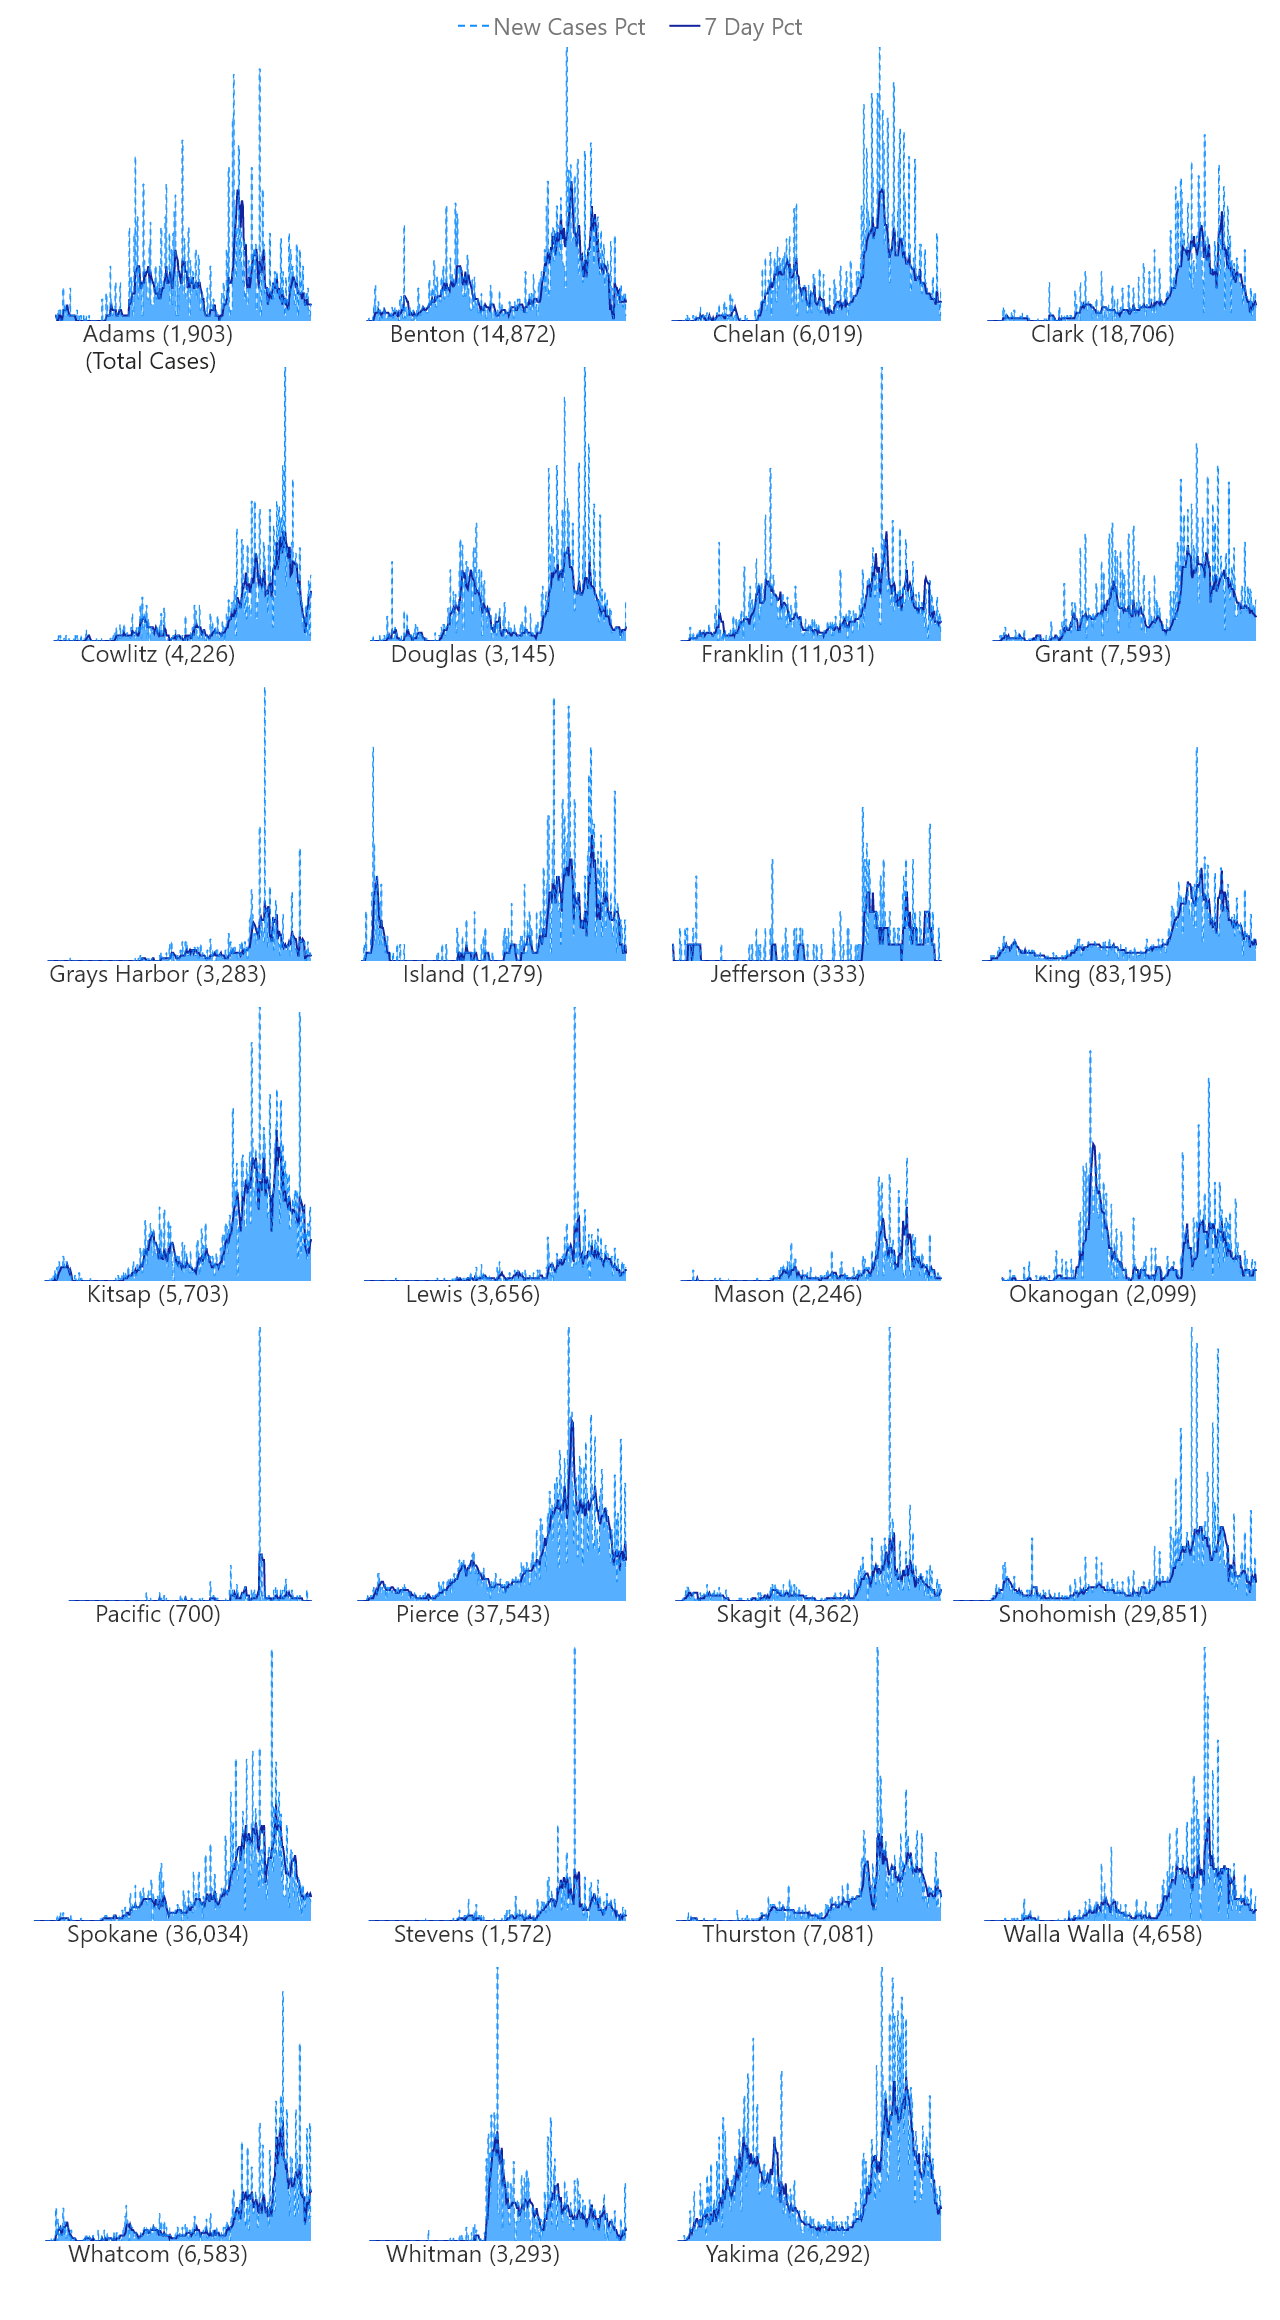 New Cases Pct 7 Day Pct
Adams (1,903) Benton (14,872) Chelan (6,019) Clark (18,706)
(Total Cases)
Cowlitz (4,226) Douglas (3,145) Franklin (11,031) Grant (7,593)
Grays Harbor (3,283) Island (1,279) Jefferson (333) King (83,195)
Kitsap (5,703) Lewis (3,656) Mason (2,246) Okanogan (2,099)
Pacific (700) Pierce (37,543) Skagit (4,362) Snohomish (29,851)
Spokane (36,034) Stevens (1,572) Thurston (7,081) Walla Walla (4,658)
Whatcom (6,583) Whitman (3,293) Yakima (26,292)